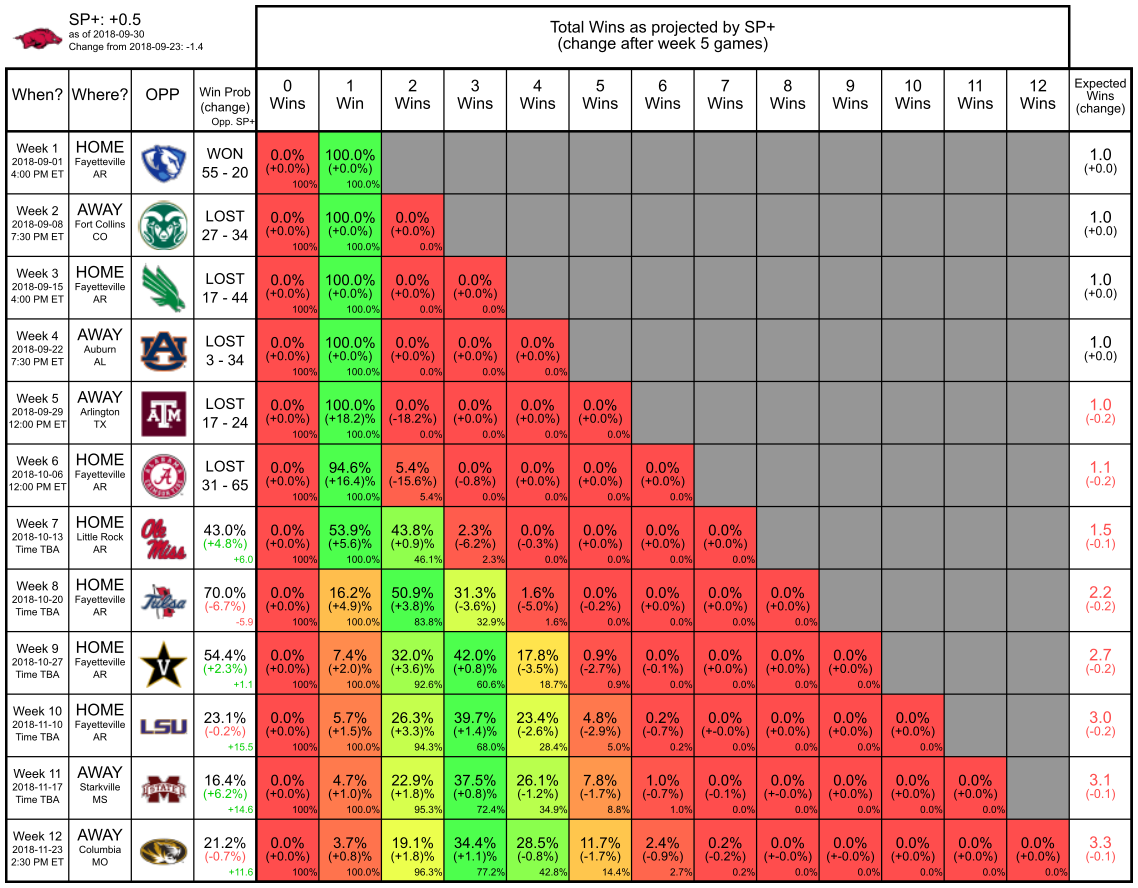 SP+: +0.5
as of 2018-09-30
Change from 2018-09-23: -1.4
Total Wins as projected by SP+
(change after week 5 games)
When? Where? OPP Win Prob (change) Opp. SP+ 0 Wins 1 Win 2 Wins 3 Wins 4 Wins 5 Wins 6 Wins 7 Wins 8 Wins 9 Wins 10 Wins 11 Wins 12 Wins Expected Wins (change)
Week 1 HOME WON 0.0% 100.0% 1.0
2018-09-01 Fayetteville 55 - 20 (+0.0%) (+0.0%) (+0.0)
4:00 PM ET AR 100% 100.0%
Week 2 AWAY LOST 0.0% 100.0% 0.0% 1.0
2018-09-08 Fort Collins 27 - 34 (+0.0%) (+0.0%) (+0.0%) (+0.0)
7:30 PM ET CO 100% 100.0% 0.0%
Week 3 HOME LOST 0.0% 100.0% 0.0% 0.0% 1.0
2018-09-15 Fayetteville 17 - 44 (+0.0%) (+0.0%) (+0.0%) (+0.0%) (+0.0)
4:00 PM ET AR 100% 100.0% 0.0% 0.0%
Week 4 AWAY LOST 0.0% 100.0% 0.0% 0.0% 0.0% 1.0
2018-09-22 Auburn 3 - 34 (+0.0%) (+0.0%) (+0.0%) (+0.0%) (+0.0%) (+0.0)
7:30 PM ET AL 100% 100.0% 0.0% 0.0% 0.0%
Week 5 AWAY ATM LOST 0.0% 100.0% 0.0% 0.0% 0.0% 0.0% 1.0
2018-09-29 Arlington 17 - 24 (+0.0%) (+18.2%) (-18.2%) (+0.0%) (+0.0%) (+0.0%) (-0.2)
12:00 PM ET TX 100% 100.0% 0.0% 0.0% 0.0% 0.0%
Week 6 HOME ALABAMA A LOST 0.0% 94.6% 5.4% 0.0% 0.0% 0.0% 0.0% 1.1
2018-10-06 Fayetteville 31 - 65 (+0.0%) (+16.4)% (-15.6%) (-0.8%) (+0.0%) (+0.0%) (+0.0%) (-0.2)
12:00 PM ET AR 100% 100.0% 5.4% 0.0% 0.0% 0.0% 0.0%
Week 7 HOME Ole Miss 43.0% 0.0% 53.9% 43.8% 2.3% 0.0% 0.0% 0.0% 0.0% 1.5
2018-10-13 Little Rock (+4.8%) (+0.0%) (+5.6)% (+0.9)% (-6.2%) (-0.3%) (+0.0%) (+0.0%) (+0.0%) (-0.1)
Time TBA AR +6.0 100% 100.0% 46.1% 2.3% 0.0% 0.0% 0.0% 0.0%
Week 8 HOME Tulsa 70.0% 0.0% 16.2% 50.9% 31.3% 1.6% 0.0% 0.0% 0.0% 0.0% 2.2
2018-10-20 Fayetteville (-6.7%) (+0.0%) (+4.9)% (+3.8)% (-3.6%) (-5.0%) (-0.2%) (+0.0%) (+0.0%) (+0.0%) (-0.2)
Time TBA AR -5.9 100% 100.0% 83.8% 32.9% 1.6% 0.0% 0.0% 0.0% 0.0%
Week 9 HOME V 54.4% 0.0% 7.4% 32.0% 42.0% 17.8% 0.9% 0.0% 0.0% 0.0% 0.0% 2.7
2018-10-27 Fayetteville (+2.3%) (+0.0%) (+2.0)% (+3.6)% (+0.8)% (-3.5%) (-2.7%) (-0.1%) (+0.0%) (+0.0%) (+0.0%) (-0.2)
Time TBA AR +1.1 100% 100.0% 92.6% 60.6% 18.7% 0.9% 0.0% 0.0% 0.0% 0.0%
Week 10 HOME LSU 23.1% 0.0% 5.7% 26.3% 39.7% 23.4% 4.8% 0.2% 0.0% 0.0% 0.0% 0.0% 3.0
2018-11-10 Fayetteville (-0.2%) (+0.0%) (+1.5)% (+3.3)% (+1.4)% (-2.6%) (-2.9%) (-0.7%) (+-0.0%) (+0.0%) (+0.0%) (+0.0%) (-0.2)
Time TBA AR +15.5 100% 100.0% 94.3% 68.0% 28.4% 5.0% 0.2% 0.0% 0.0% 0.0% 0.0%
Week 11 AWAY STATE 16.4% 0.0% 4.7% 22.9% 37.5% 26.1% 7.8% 1.0% 0.0% 0.0% 0.0% 0.0% 0.0% 3.1
2018-11-17 Starkville (+6.2%) (+0.0%) (+1.0)% (+1.8)% (+0.8)% (-1.2%) (-1.7%) (-0.7%) (-0.1%) (+-0.0%) (+0.0%) (+0.0%) (+0.0%) (-0.1)
Time TBA MS +14.6 100% 100.0% 95.3% 72.4% 34.9% 8.8% 1.0% 0.0% 0.0% 0.0% 0.0% 0.0%
Week 12 AWAY 21.2% 0.0% 3.7% 19.1% 34.4% 28.5% 11.7% 2.4% 0.2% 0.0% 0.0% 0.0% 0.0% 0.0% 3.3
2018-11-23 Columbia (-0.7%) (+0.0%) (+0.8)% (+1.8)% (+1.1)% (-0.8%) (-1.7%) (-0.9%) (-0.2%) (+-0.0%) (+-0.0%) (+0.0%) (+0.0%) (+0.0%) (-0.1)
2:30 PM ET MO +11.6 100% 100.0% 96.3% 77.2% 42.8% 14.4% 2.7% 0.2% 0.0% 0.0% 0.0% 0.0% 0.0%